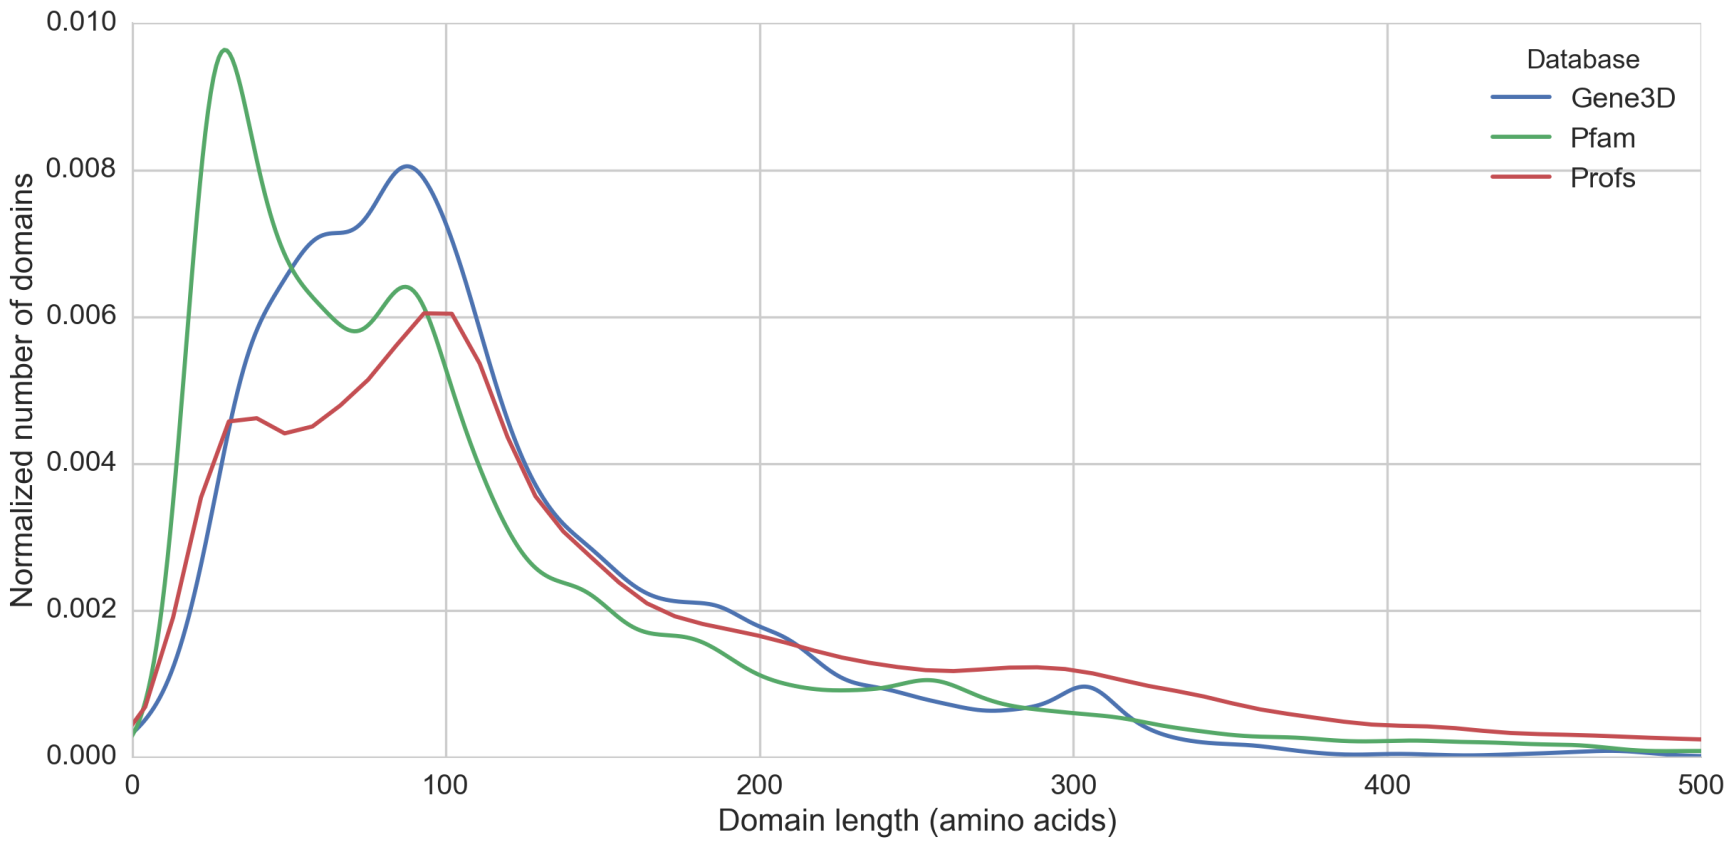 Normalized number of domains
0.010
0.008
0.006
0.004
0.002
0.000
0
100
200
300
400
500
Domain length (amino acids)
Database
Gene3D
Pfam
Profs